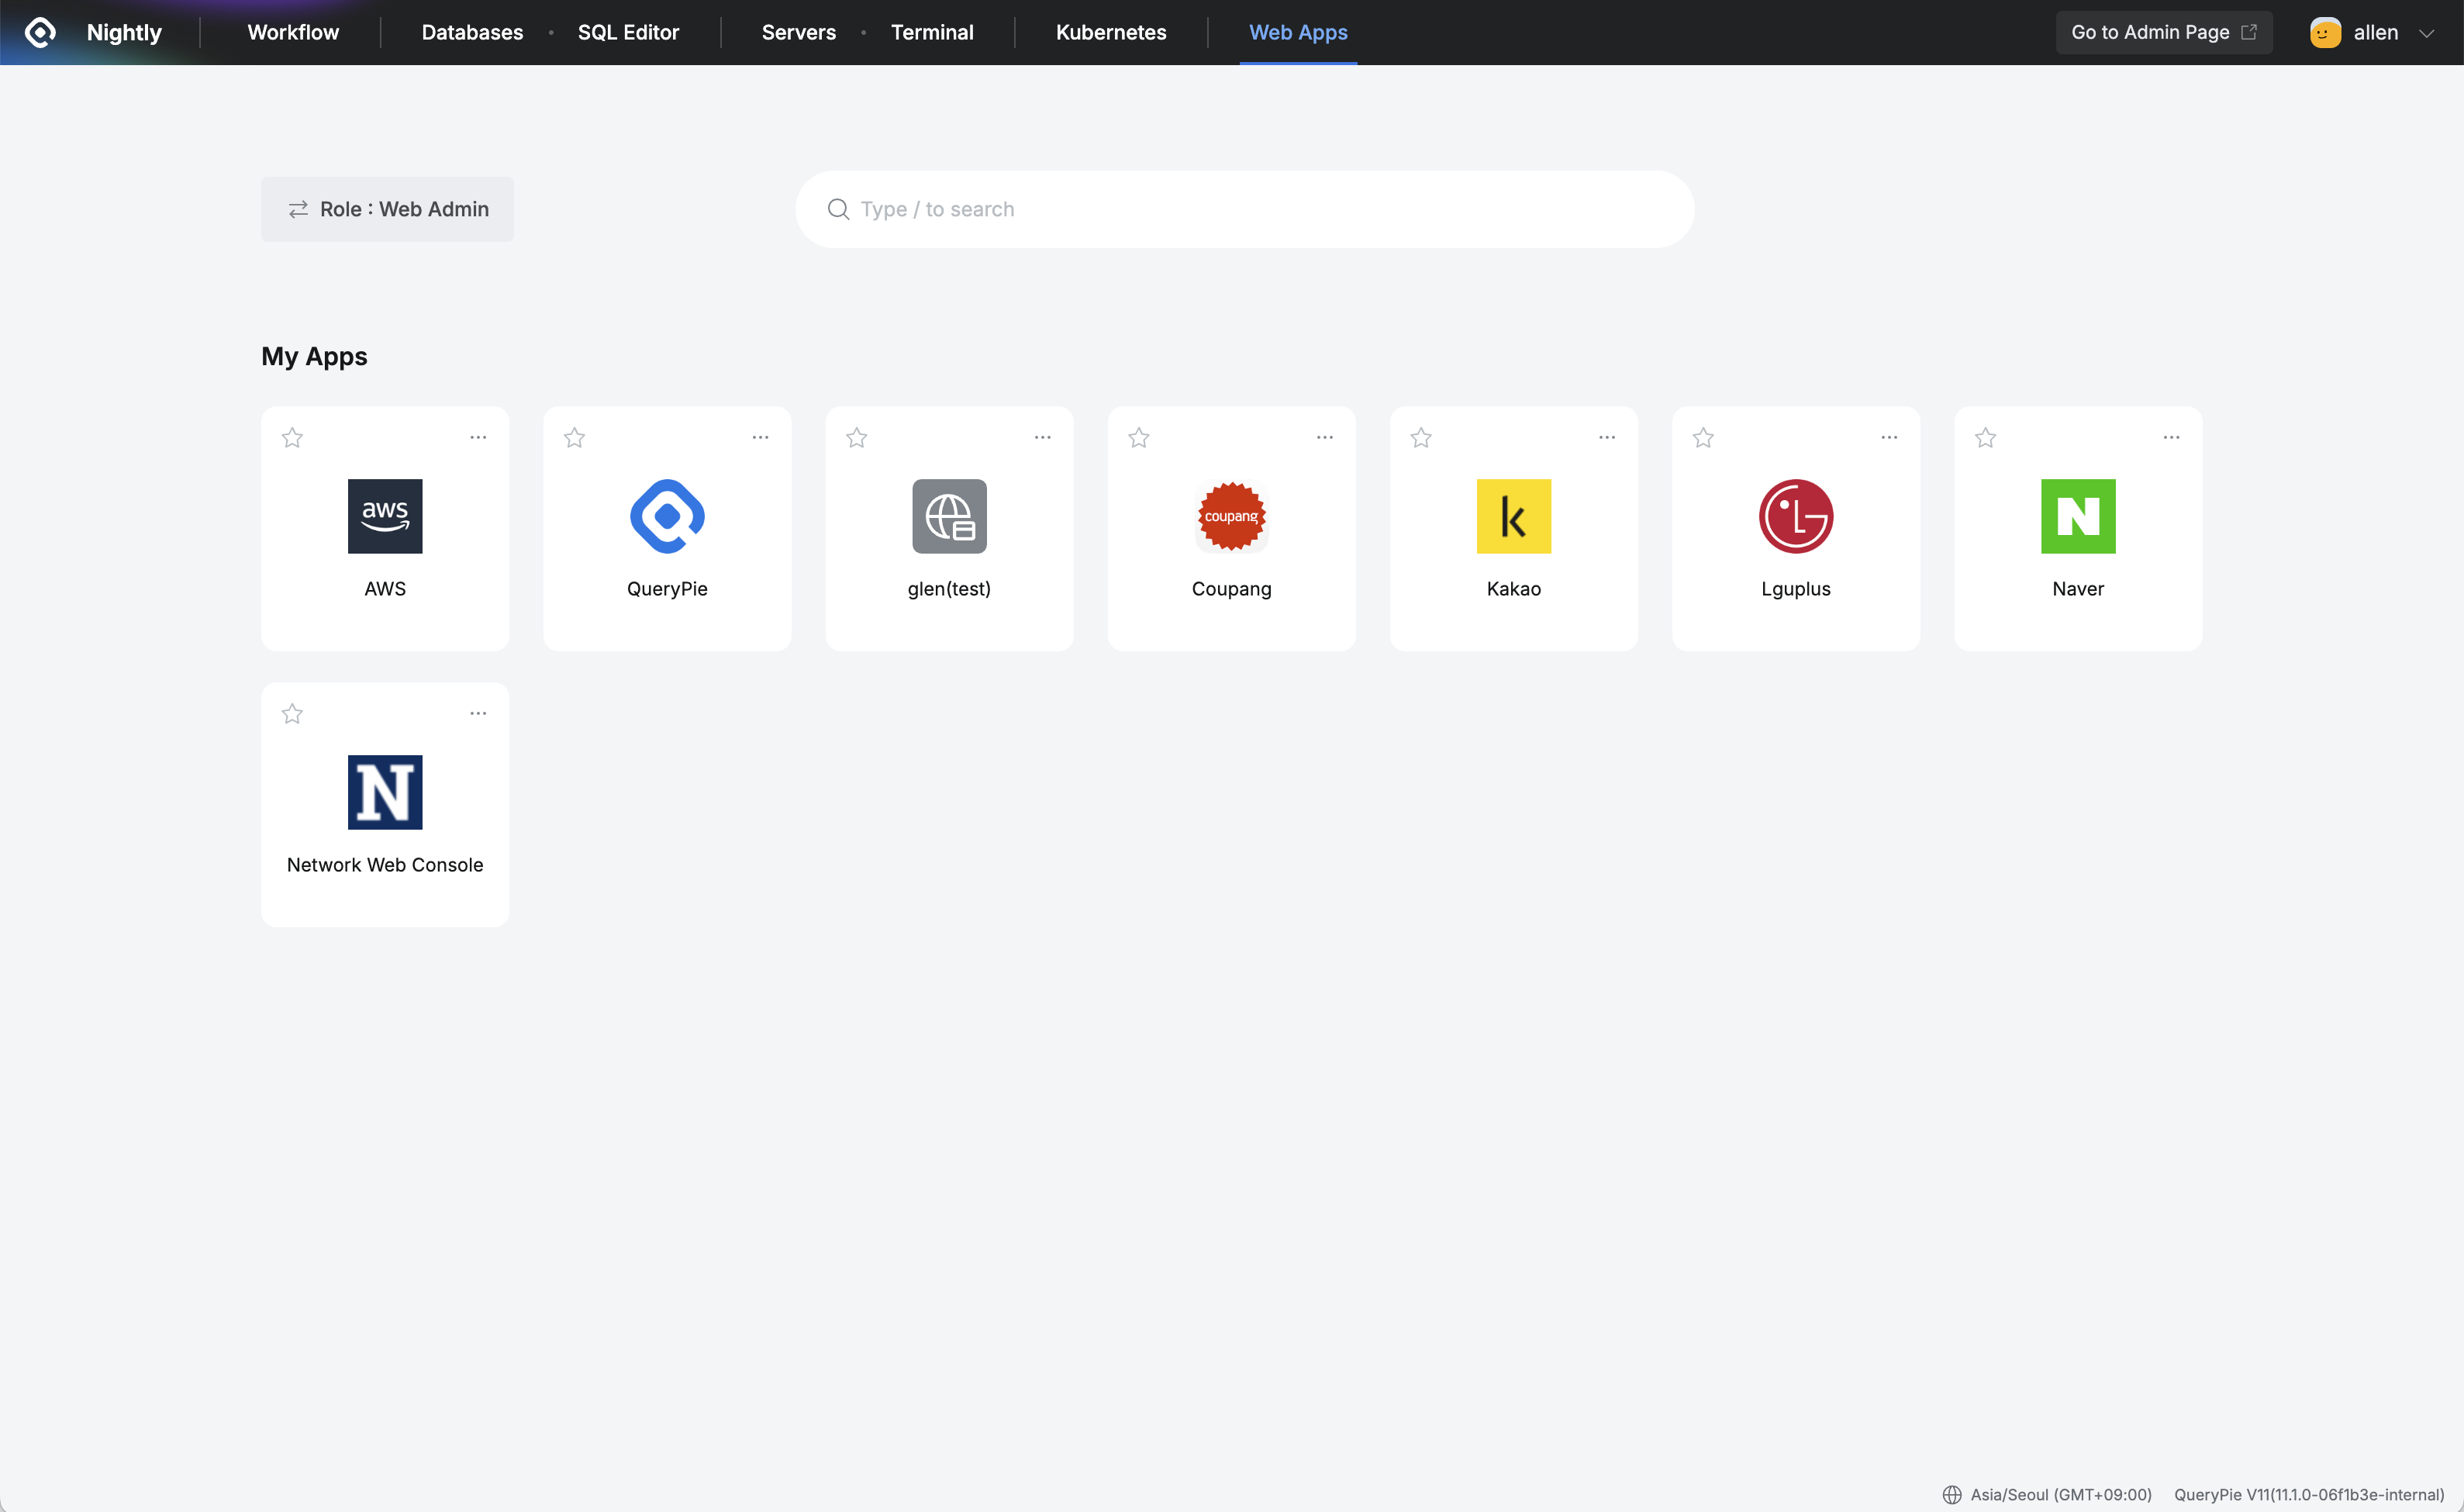 Nightly Workflow Databases • SQL Editor Servers • Terminal Kubernetes Web Apps Go to Admin Page allen
Role : Web Admin
Type / to search
My Apps
aws
coupang
k
LG
N
AWS
QueryPie
glen(test)
Coupang
Kakao
Lguplus
Naver
N
Network Web Console
Asia/Seoul (GMT+09:00) QueryPie V11(11.1.0-06f1b3e-internal)